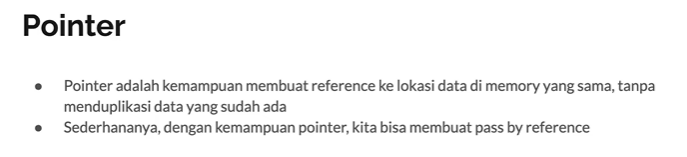 Pointer
● Pointer adalah kemampuan membuat reference ke lokasi data di memory yang sama, tanpa
menduplikasi data yang sudah ada
● Sederhananya, dengan kemampuan pointer, kita bisa membuat pass by reference